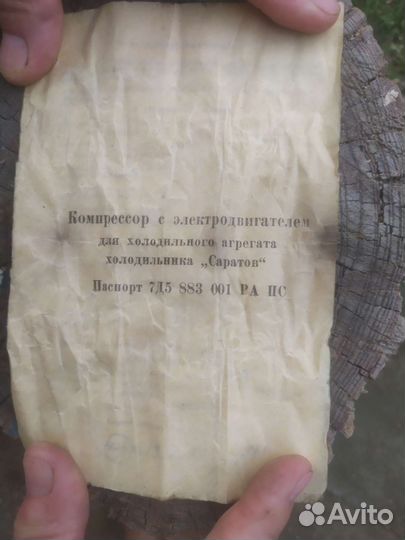 Компрессор с электродвигателем
для холодильного агрегата
холодильника „Саратов“
Паспорт 7Д5 883 001 РА ПС
Avito